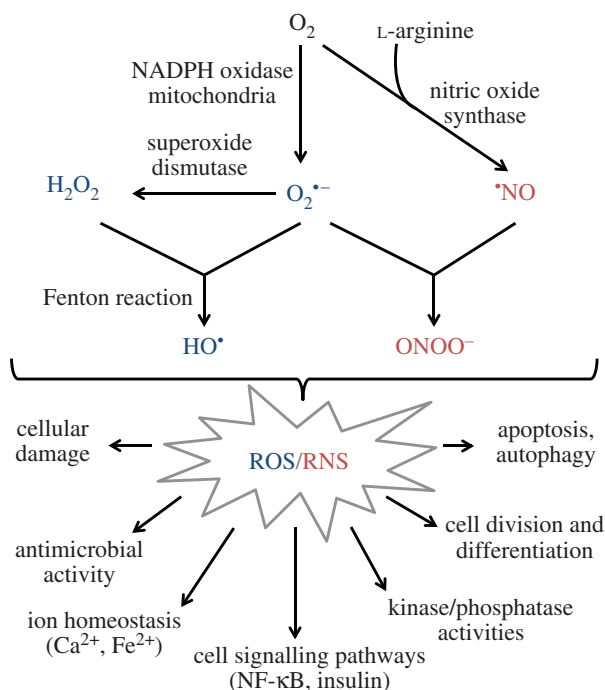 O₂
L-arginine
NADPH oxidase
mitochondria
nitric oxide
synthase
superoxide
dismutase
H₂O₂
O₂•−
•NO
Fenton reaction
HO•
ONOO−
cellular
damage
ROS/RNS
apoptosis,
autophagy
antimicrobial
activity
cell division and
differentiation
ion homeostasis
(Ca²⁺, Fe²⁺)
kinase/phosphatase
activities
cell signalling pathways
(NF-κB, insulin)